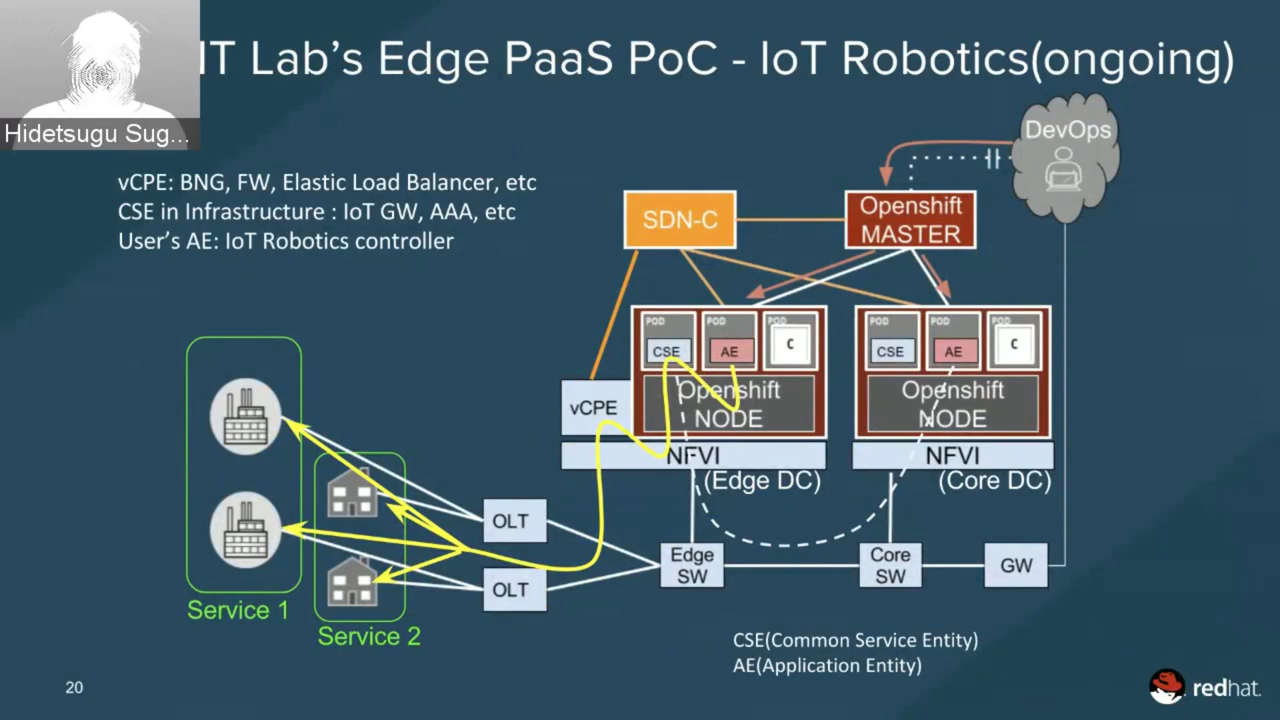 IT Lab's Edge PaaS PoC - IoT Robotics(ongoing)
Hidetsugu Sug...
DevOps
vCPE: BNG, FW, Elastic Load Balancer, etc
CSE in Infrastructure : IoT GW, AAA, etc
User's AE: IoT Robotics controller
SDN-C
Openshift
MASTER
POD
POD
POD
CSE
AE
C
Openshift
NODE
POD
POD
POD
CSE
AE
C
Openshift
NODE
vCPE
NFVI
(Edge DC)
NFVI
(Core DC)
OLT
OLT
Edge
SW
Core
SW
GW
Service 1
Service 2
CSE(Common Service Entity)
AE(Application Entity)
20
redhat.